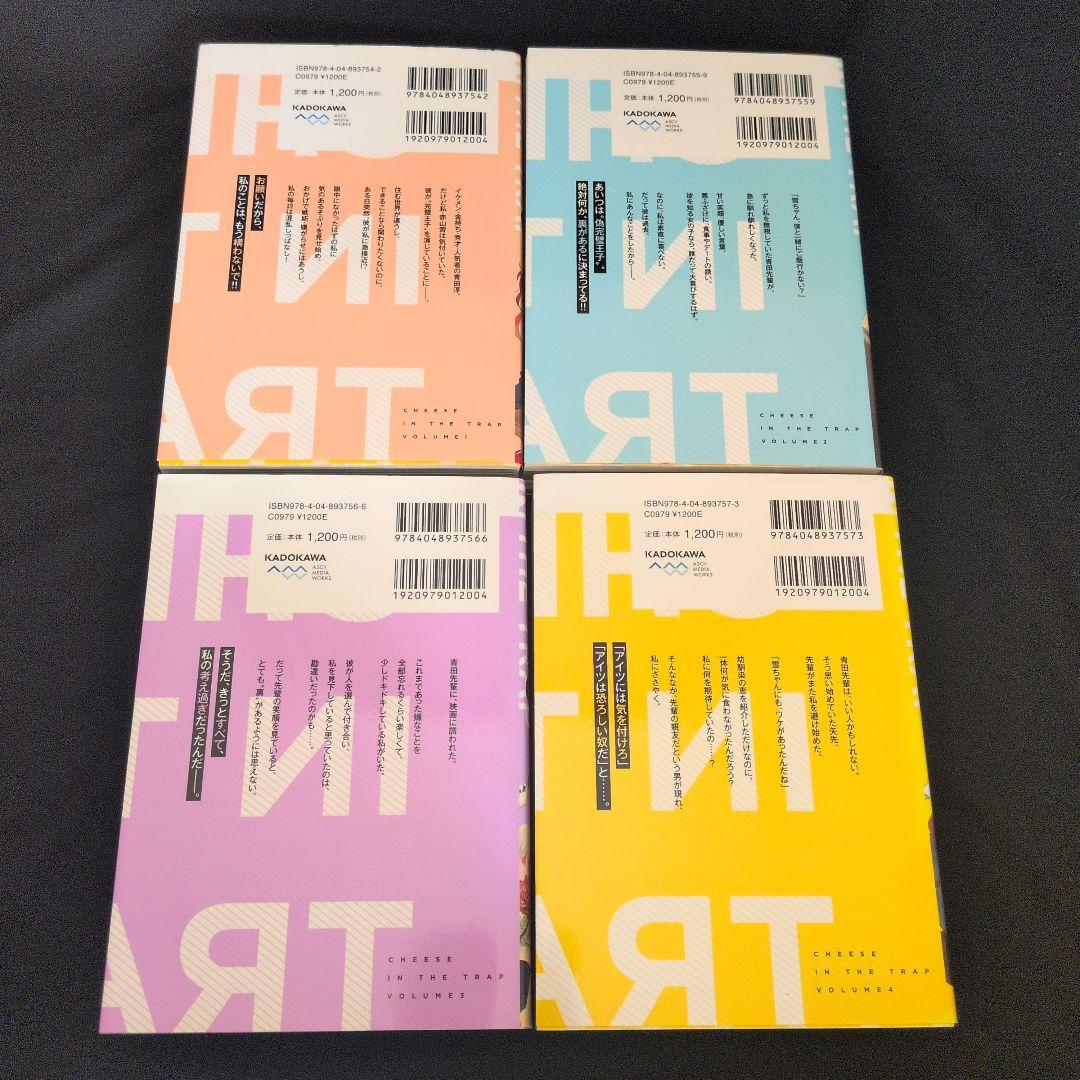 ISBN978-4-04-893754-2
C0979 ¥1200E
定価:本体 1,200円(税別)
KADOKAWA
ASCII
MEDIA
WORKS
9784048937542
1920979012004
イケメン・金持ち・秀才・人気者の青田淳。
だけど私、赤山雪は気付いていた。
彼が、“完璧王子”を演じていることに――。
住む世界が違うし、
できることなら関わりたくないのに、
ある日突然、彼が私に急接近!?
眼中になかったはずの私に
気のあるそぶりを見せ始め、
おかげで嫉妬・嫌がらせにはあうし、
私の毎日は混乱しっぱなし!
お願いだから、
私のことは、もう構わないで!!
CHEESE
IN THE TRAP
VOLUME1
ISBN978-4-04-893755-9
C0979 ¥1200E
定価:本体 1,200円(税別)
KADOKAWA
ASCII
MEDIA
WORKS
9784048937559
1920979012004
「雪ちゃん、僕と一緒にご飯行かない?」
ずっと私を無視していた青田先輩が、
急に馴れ馴れしくなった。
甘い笑顔、優しい言葉、
悪ふざけに、食事やデートの誘い。
彼を知る女の子なら、誰だって大喜びするはず。
なのに、私は素直に喜べない。
だって彼は過去、
私にあんなことをしたから――。
あいつは、“偽完璧王子”。
絶対何か、裏があるに決まってる!!
CHEESE
IN THE TRAP
VOLUME2
ISBN978-4-04-893756-6
C0979 ¥1200E
定価:本体 1,200円(税別)
KADOKAWA
ASCII
MEDIA
WORKS
9784048937566
1920979012004
青田先輩に、映画に誘われた。
これまであった嫌なことを
全部忘れるくらい楽しくて、
少しドキドキしている私がいた。
彼が人を選んで付き合い、
私を見下していると思っていたのは、
勘違いだったのかも……。
だって先輩の笑顔を見ていると、
とても“裏”があるようには思えない。
そうだ、きっとすべて、
私の考え過ぎだったんだ――。
CHEESE
IN THE TRAP
VOLUME3
ISBN978-4-04-893757-3
C0979 ¥1200E
定価:本体 1,200円(税別)
KADOKAWA
ASCII
MEDIA
WORKS
9784048937573
1920979012004
青田先輩は、いい人かもしれない。
そう思い始めていた矢先、
先輩がまた私を避け始めた。
「雪ちゃんにも、ワケがあったんだね」
幼馴染の恵を紹介しただけなのに、
一体何が気に食わなかったんだろう?
私に何を期待していたの……?
そんななか、先輩の親友だという男が現れ、
私にささやく。
「アイツには気を付けろ」
「アイツは恐ろしい奴だ」と……。
CHEESE
IN THE TRAP
VOLUME4